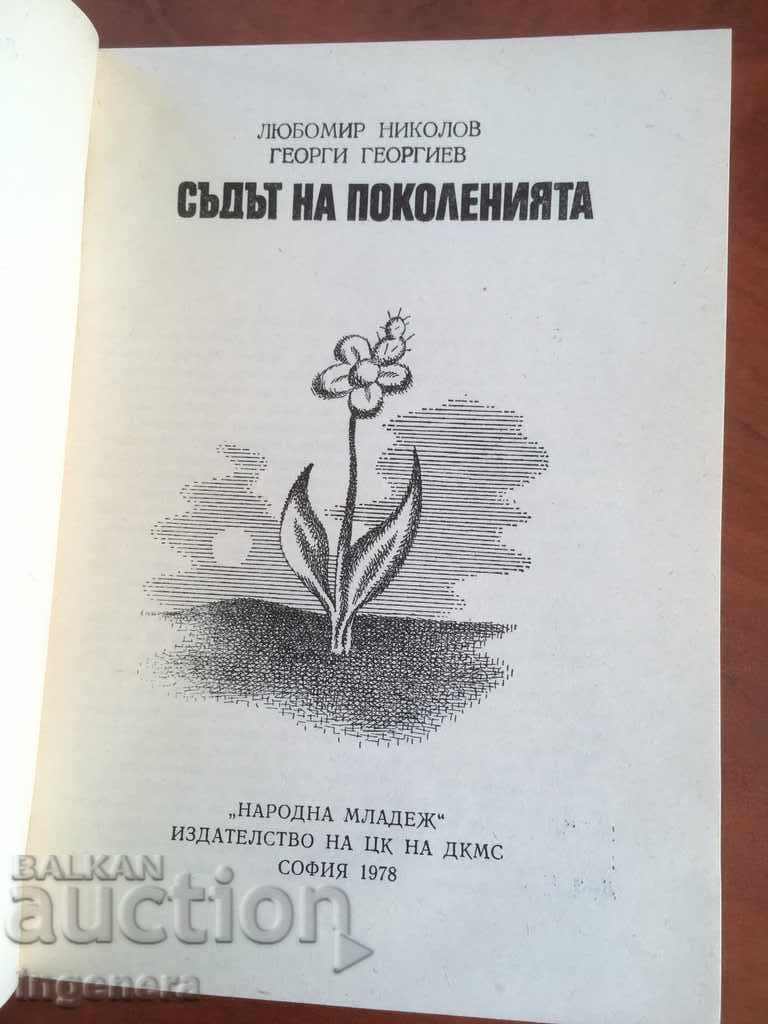 ЛЮБОМИР НИКОЛОВ
ГЕОРГИ ГЕОРГИЕВ
СЪДЪТ НА ПОКОЛЕНИЯТА
„НАРОДНА МЛАДЕЖ“
ИЗДАТЕЛСТВО НА ЦК НА ДКМС
СОФИЯ 1978
BALKAN
auction
ingenera